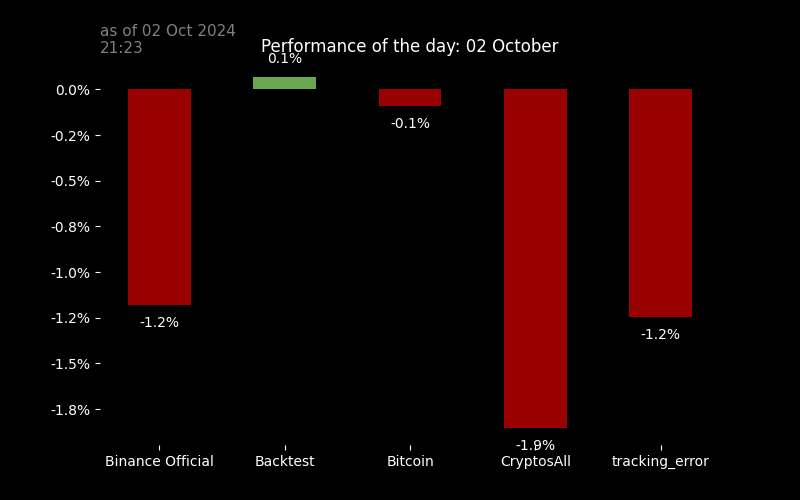 as of 02 Oct 2024
21:23
Performance of the day: 02 October
0.1%
0.0%
-0.2%
-0.5%
-0.8%
-1.0%
-1.2%
-1.5%
-1.8%
-0.1%
-1.2%
-1.2%
-1.9%
Binance Official
Backtest
Bitcoin
CryptosAll
tracking_error